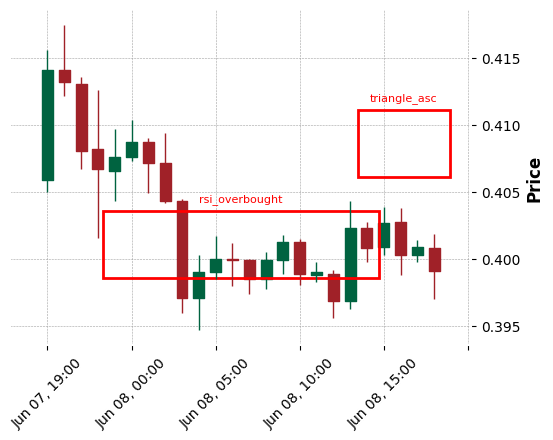 0.415
triangle_asc
0.410
0.405
rsi_overbought
0.400
0.395
Price
Jun 07, 19:00
Jun 08, 00:00
Jun 08, 05:00
Jun 08, 10:00
Jun 08, 15:00